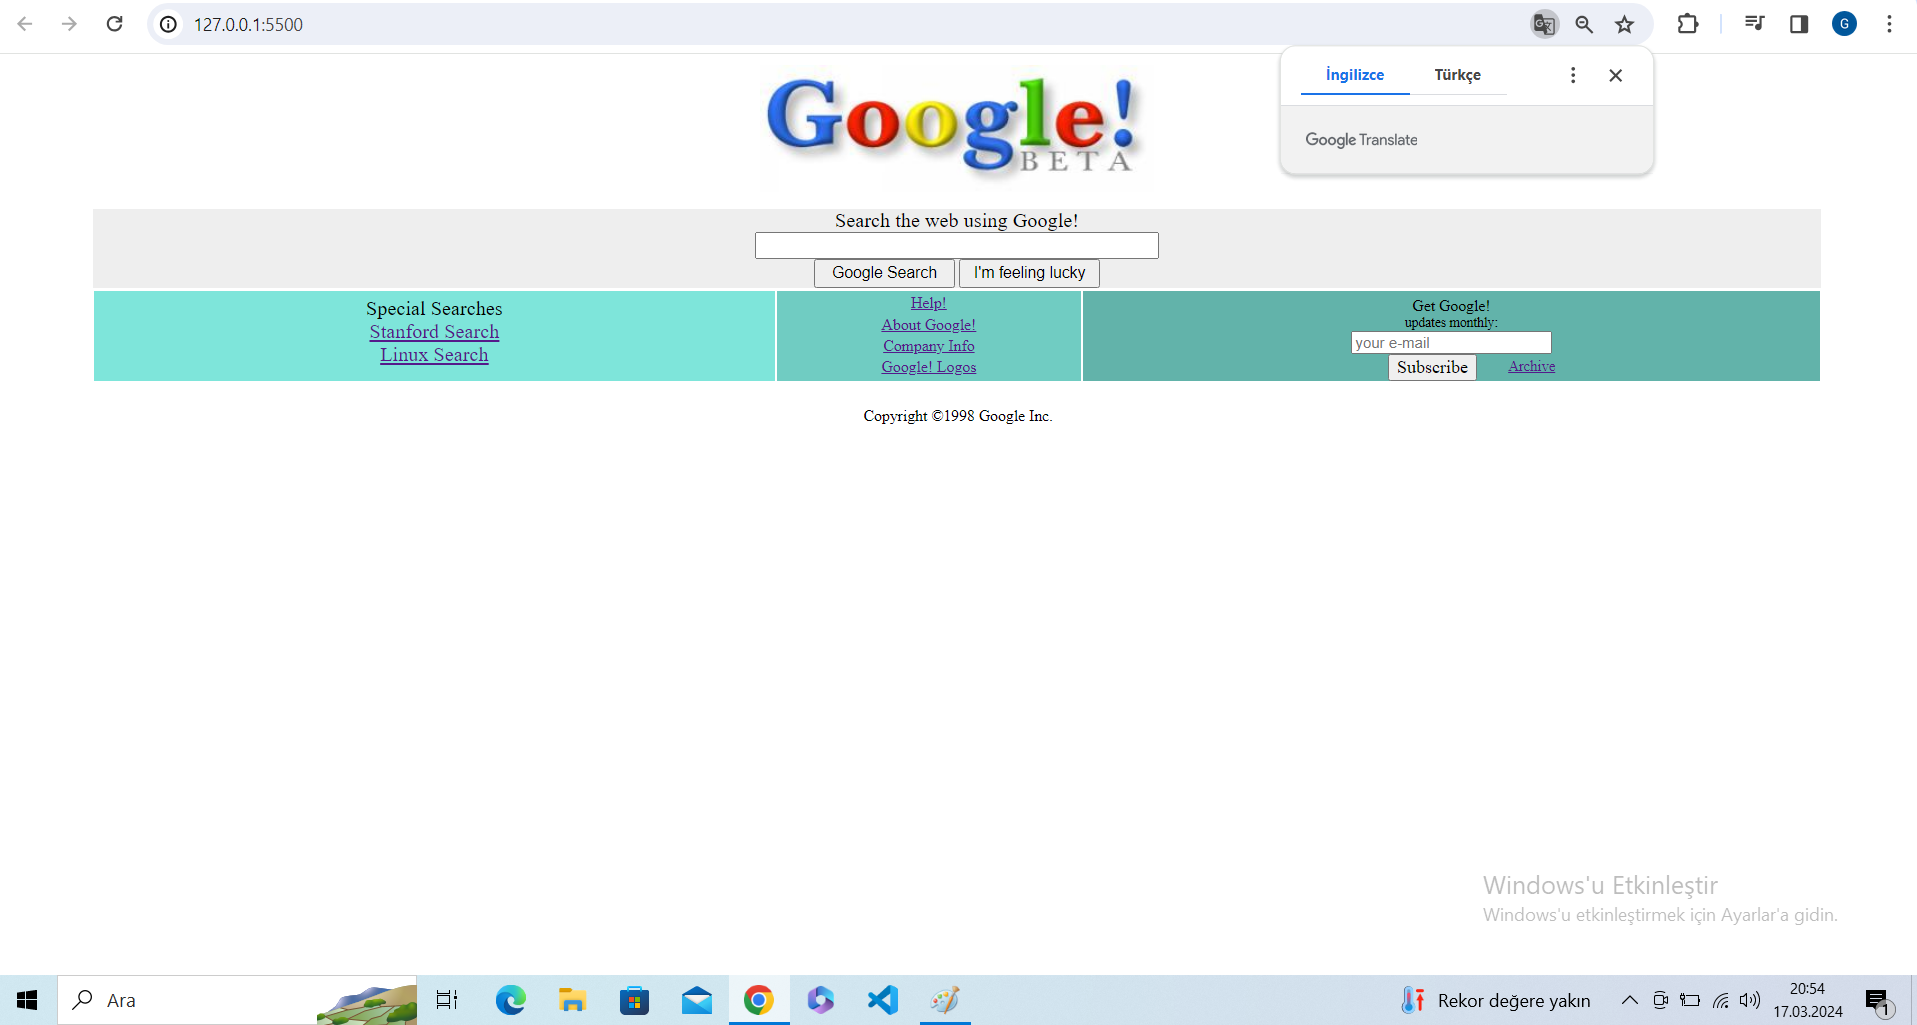 127.0.0.1:5500
G
İngilizce Türkçe
Google Translate
Google!
BETA
Search the web using Google!
Google Search I'm feeling lucky
Special Searches
Stanford Search
Linux Search
Help!
About Google!
Company Info
Google! Logos
Get Google!
updates monthly:
your e-mail
Subscribe Archive
Copyright ©1998 Google Inc.
Windows'u Etkinleştir
Windows'u etkinleştirmek için Ayarlar'a gidin.
Ara
Rekor değere yakın
20:54
17.03.2024
1